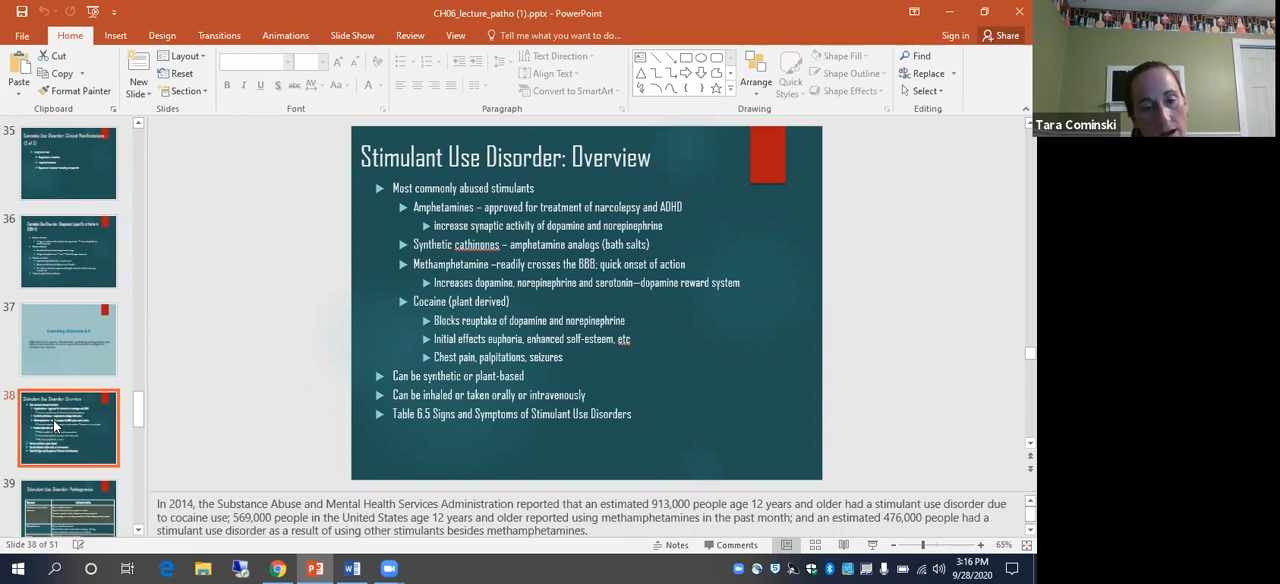 CH06_lecture_patho (1).pptx - PowerPoint
File
Home
Insert
Design
Transitions
Animations
Slide Show
Review
View
Tell me what you want to do...
Sign in
Share
Paste
Cut
Copy
Format Painter
Clipboard
New
Slide
Layout
Reset
Section
Slides
Font
Text Direction
Align Text
Convert to SmartArt
Paragraph
Arrange
Quick
Styles
Shape Fill
Shape Outline
Shape Effects
Drawing
Find
Replace
Select
Editing
Tara Cominski
35
36
37
38
39
Stimulant Use Disorder: Overview
Most commonly abused stimulants
Amphetamines – approved for treatment of narcolepsy and ADHD
increase synaptic activity of dopamine and norepinephrine
Synthetic cathinones – amphetamine analogs (bath salts)
Methamphetamine –readily crosses the BBB; quick onset of action
Increases dopamine, norepinephrine and serotonin—dopamine reward system
Cocaine (plant derived)
Blocks reuptake of dopamine and norepinephrine
Initial effects euphoria, enhanced self-esteem, etc
Chest pain, palpitations, seizures
Can be synthetic or plant-based
Can be inhaled or taken orally or intravenously
Table 6.5 Signs and Symptoms of Stimulant Use Disorders
In 2014, the Substance Abuse and Mental Health Services Administration reported that an estimated 913,000 people age 12 years and older had a stimulant use disorder due
to cocaine use; 569,000 people in the United States age 12 years and older reported using methamphetamines in the past month; and an estimated 476,000 people had a
stimulant use disorder as a result of using other stimulants besides methamphetamines.
Slide 38 of 51
Notes
Comments
65%
3:16 PM
9/28/2020